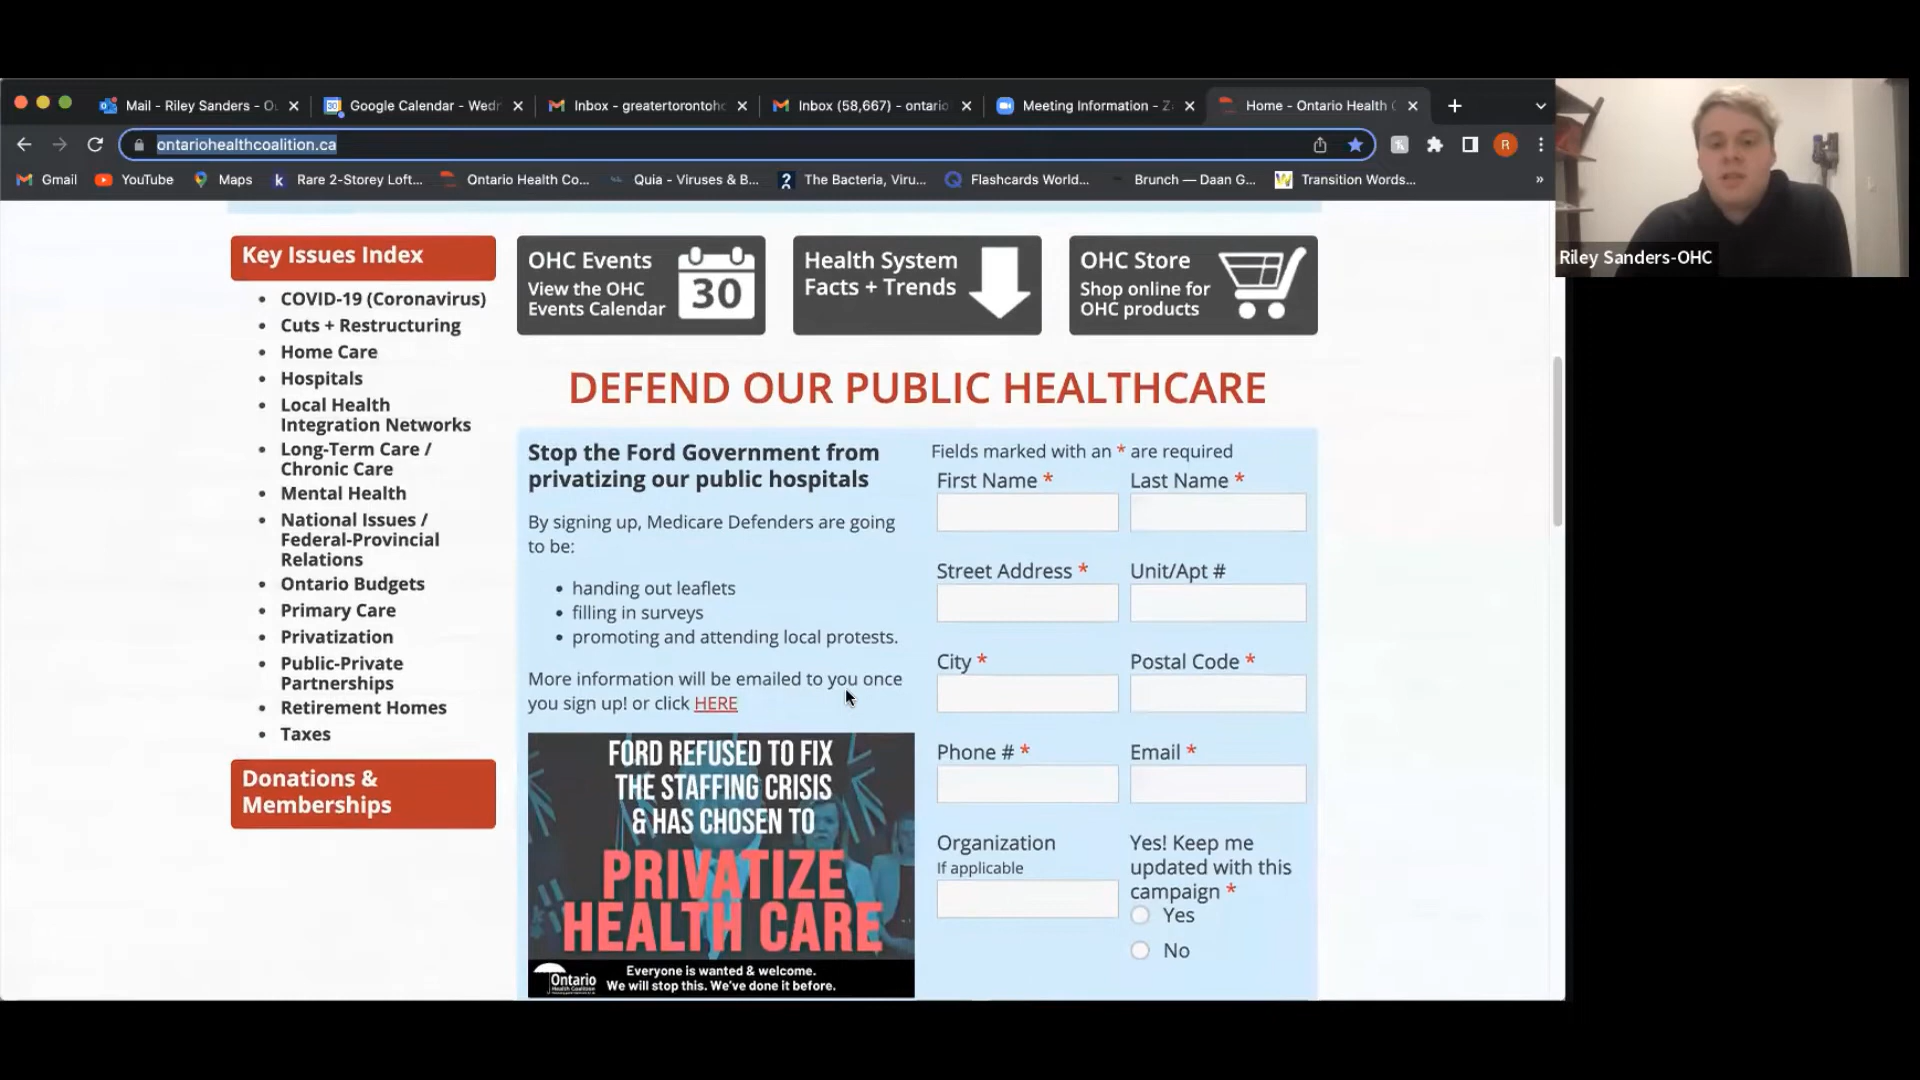 Mail - Riley Sanders - O
Google Calendar - Wedr
Inbox - greatertorontoh
Inbox (58,667) - ontario
Meeting Information - Z
Home - Ontario Health (
ontariohealthcoalition.ca
R
Gmail
YouTube
Maps
Rare 2-Storey Loft...
Ontario Health Co...
Quia - Viruses & B...
The Bacteria, Viru...
Flashcards World...
Brunch — Daan G...
Transition Words...
»
Riley Sanders-OHC
Key Issues Index
• COVID-19 (Coronavirus)
• Cuts + Restructuring
• Home Care
• Hospitals
• Local Health
Integration Networks
• Long-Term Care /
Chronic Care
• Mental Health
• National Issues /
Federal-Provincial
Relations
• Ontario Budgets
• Primary Care
• Privatization
• Public-Private
Partnerships
• Retirement Homes
• Taxes
Donations &
Memberships
OHC Events
View the OHC
Events Calendar
30
Health System
Facts + Trends
OHC Store
Shop online for
OHC products
DEFEND OUR PUBLIC HEALTHCARE
Stop the Ford Government from
privatizing our public hospitals
By signing up, Medicare Defenders are going
to be:
• handing out leaflets
• filling in surveys
• promoting and attending local protests.
More information will be emailed to you once
you sign up! or click HERE
FORD REFUSED TO FIX
THE STAFFING CRISIS
& HAS CHOSEN TO
PRIVATIZE
HEALTH CARE
Ontario
Health Coalition
Everyone is wanted & welcome.
We will stop this. We've done it before.
Fields marked with an * are required
First Name *
Last Name *
Street Address *
Unit/Apt #
City *
Postal Code *
Phone # *
Email *
Organization
If applicable
Yes! Keep me
updated with this
campaign *
Yes
No